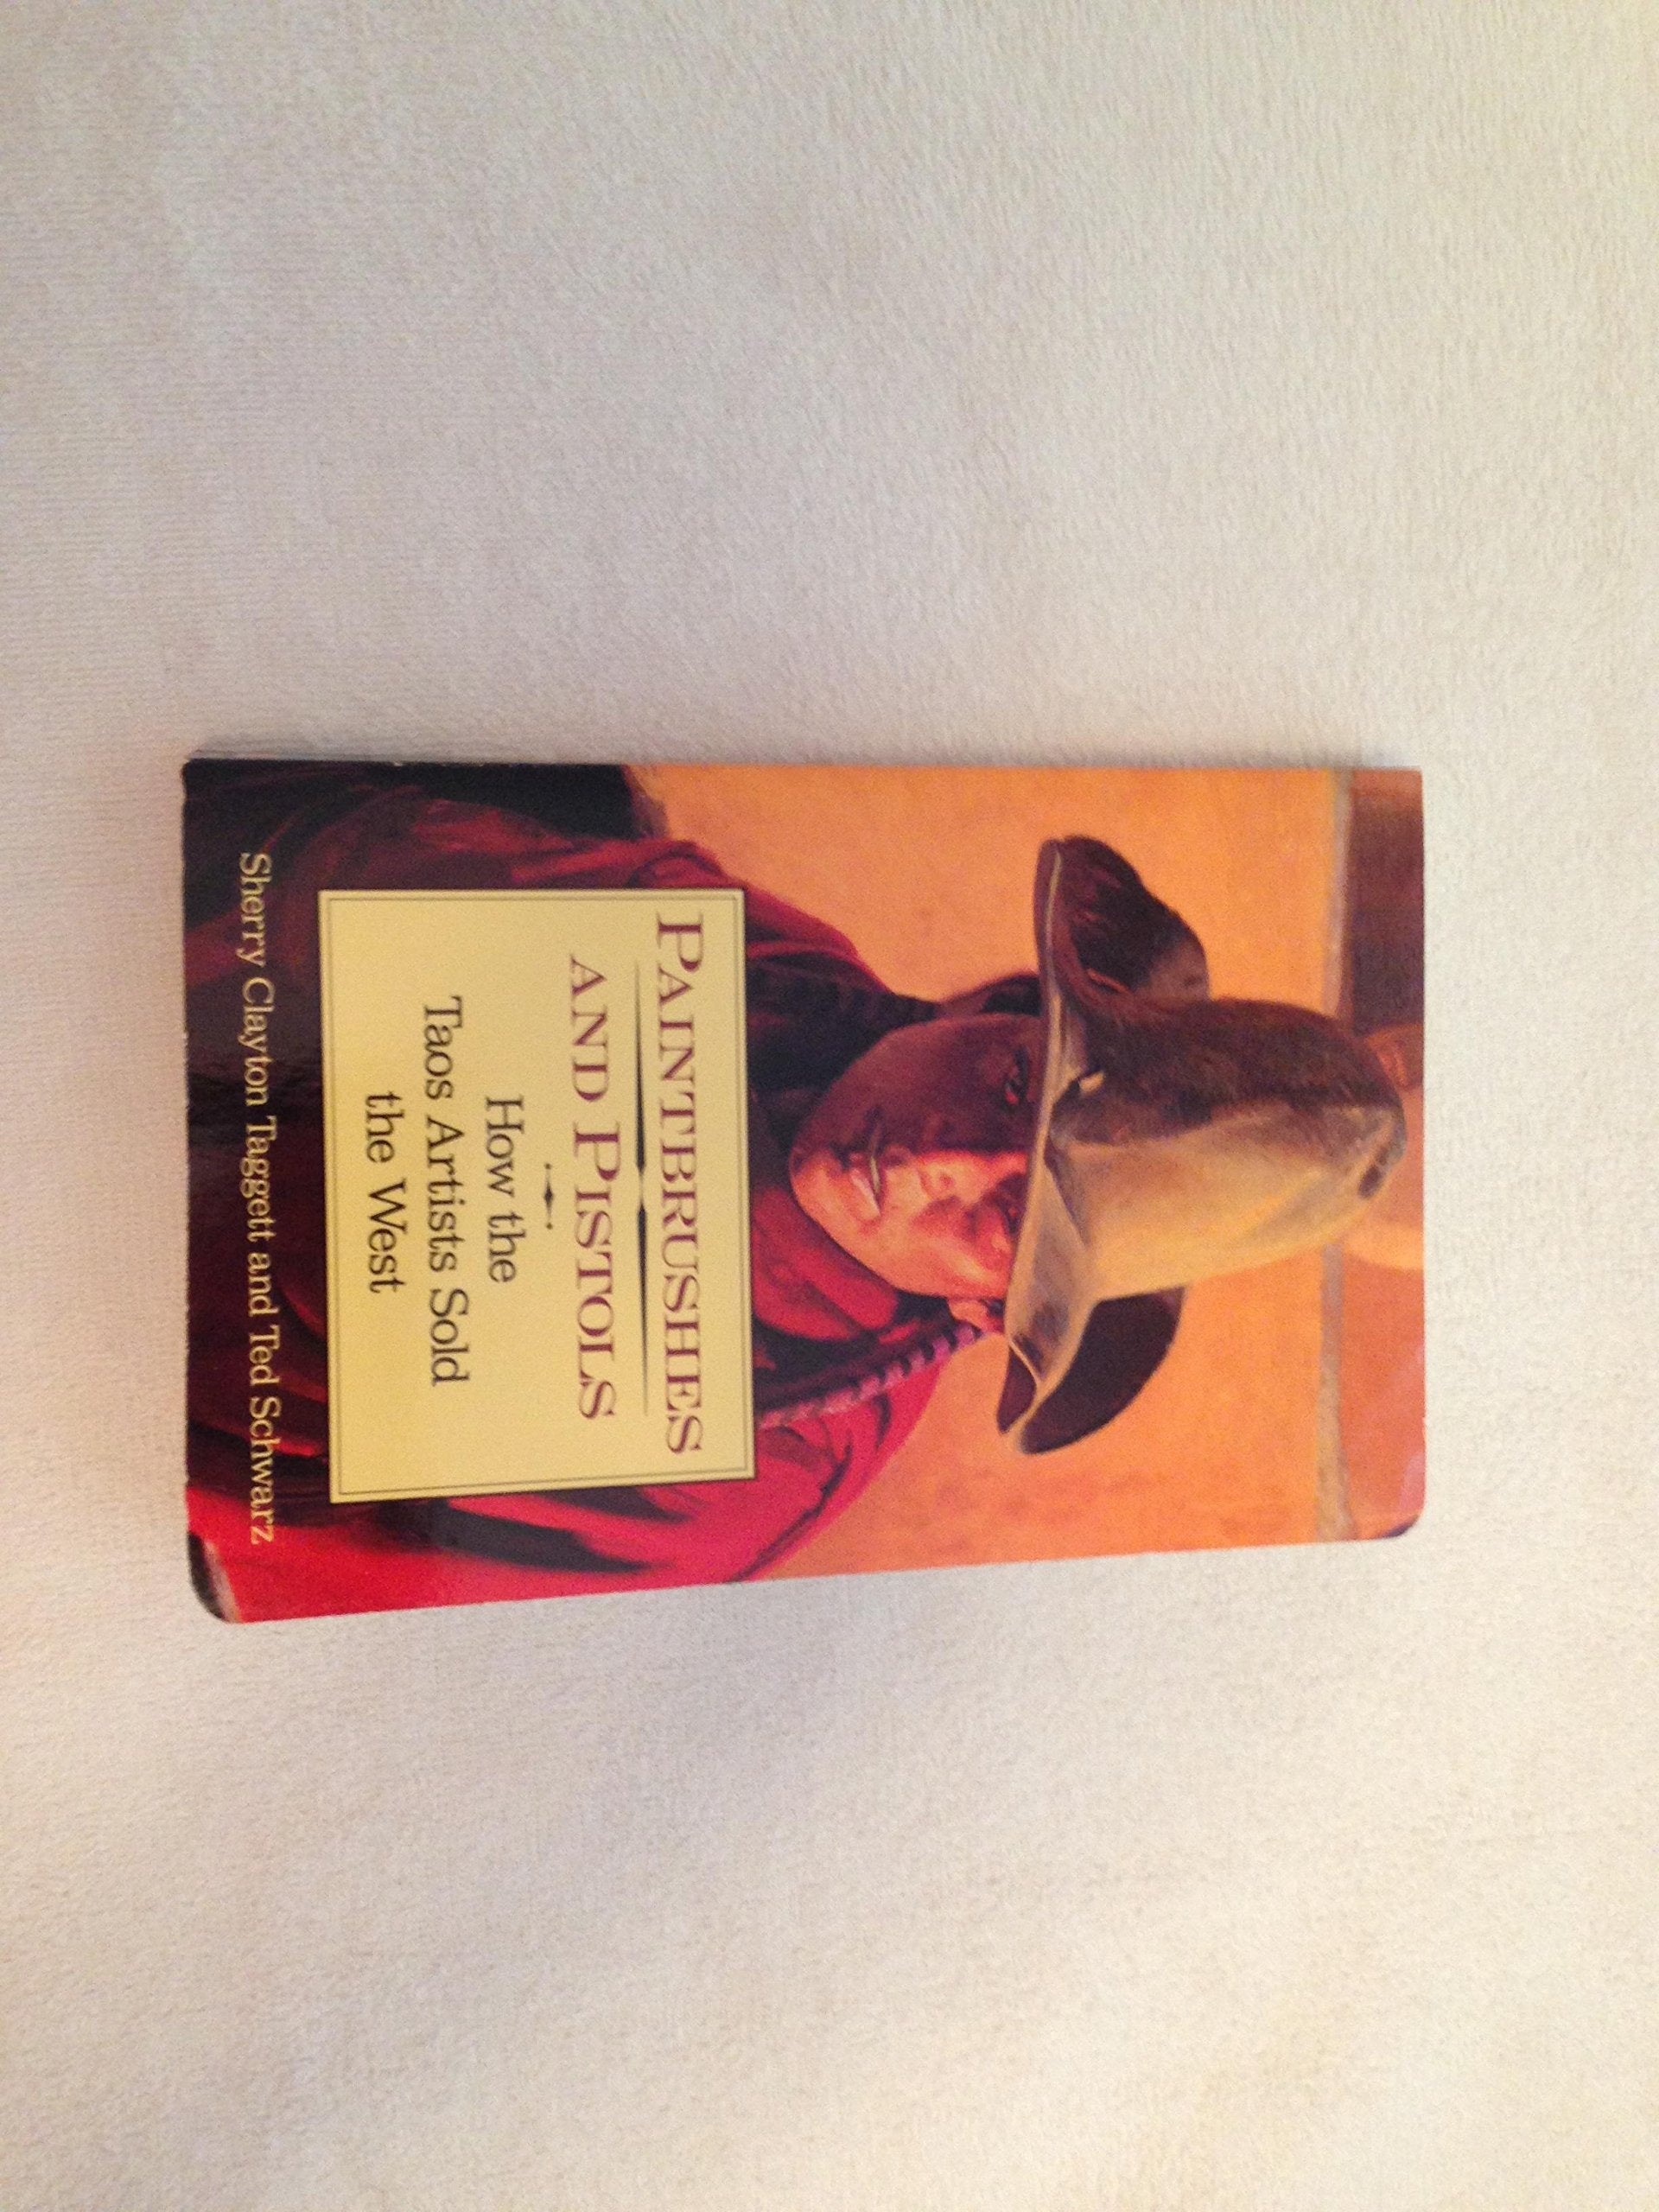 PAINTBRUSHES
AND PISTOLS
How the
Taos Artists Sold
the West
Sherry Clayton Taggett and Ted Schwarz